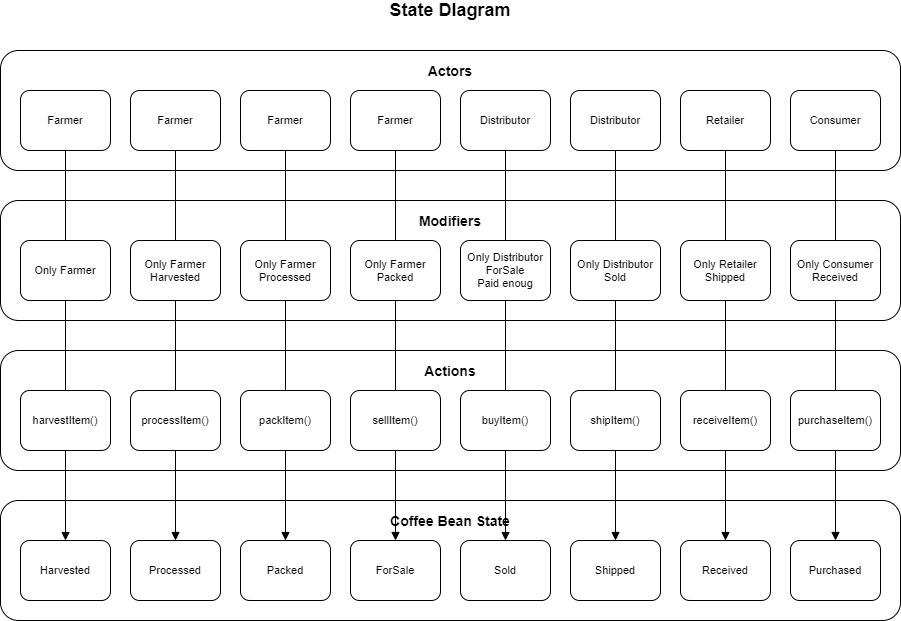 State DIagram
Actors
Farmer
Farmer
Farmer
Farmer
Distributor
Distributor
Retailer
Consumer
Modifiers
Only Farmer
Only Farmer
Harvested
Only Farmer
Processed
Only Farmer
Packed
Only Distributor
ForSale
Paid enoug
Only Distributor
Sold
Only Retailer
Shipped
Only Consumer
Received
Actions
harvestItem()
processItem()
packItem()
sellItem()
buyItem()
shipItem()
receiveItem()
purchaseItem()
Coffee Bean State
Harvested
Processed
Packed
ForSale
Sold
Shipped
Received
Purchased